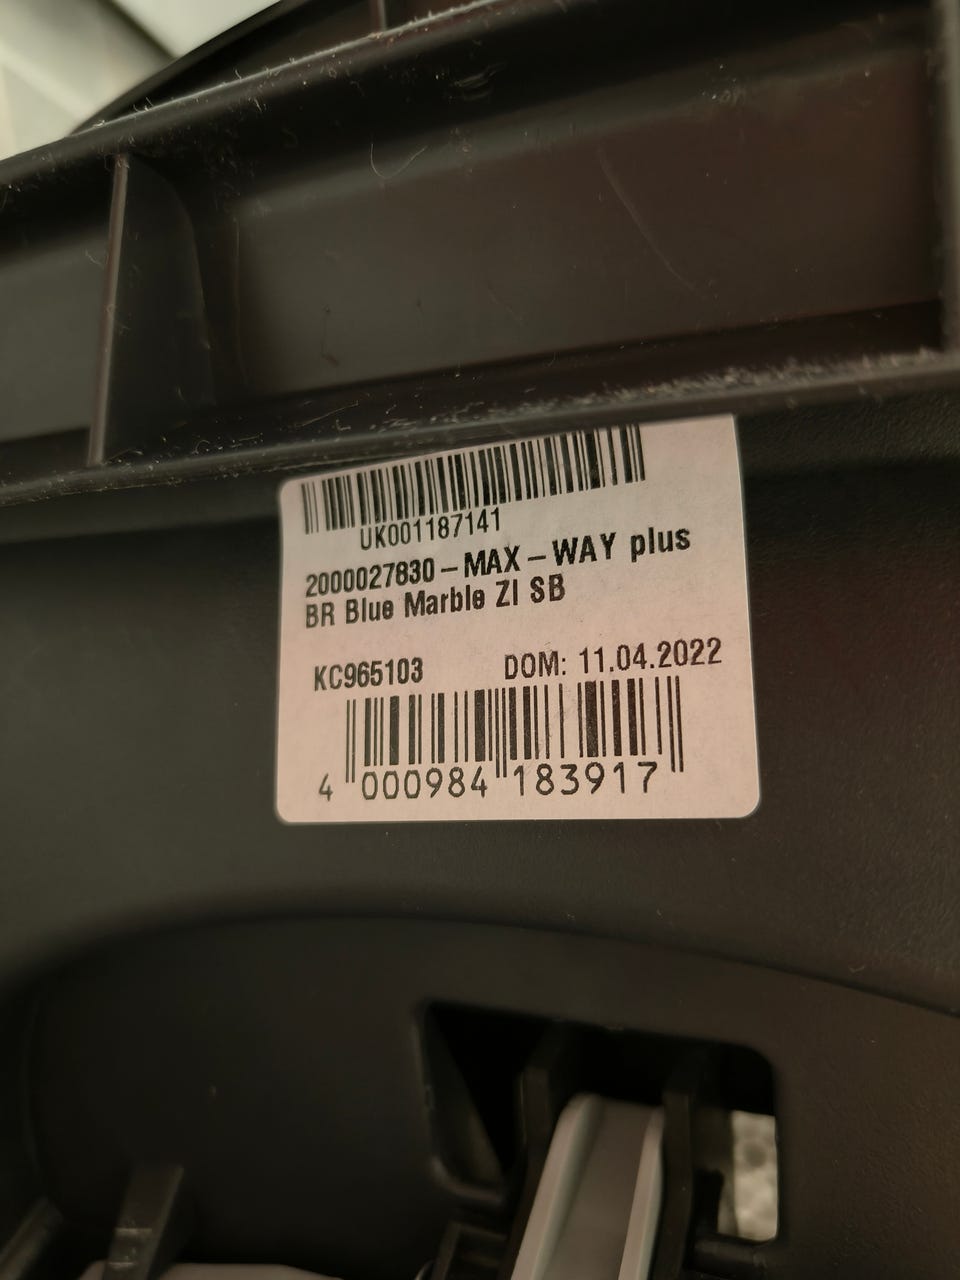 UK001187141
2000027830 – MAX – WAY plus
BR Blue Marble ZI SB
KC965103 DOM: 11.04.2022
4 000984 183917